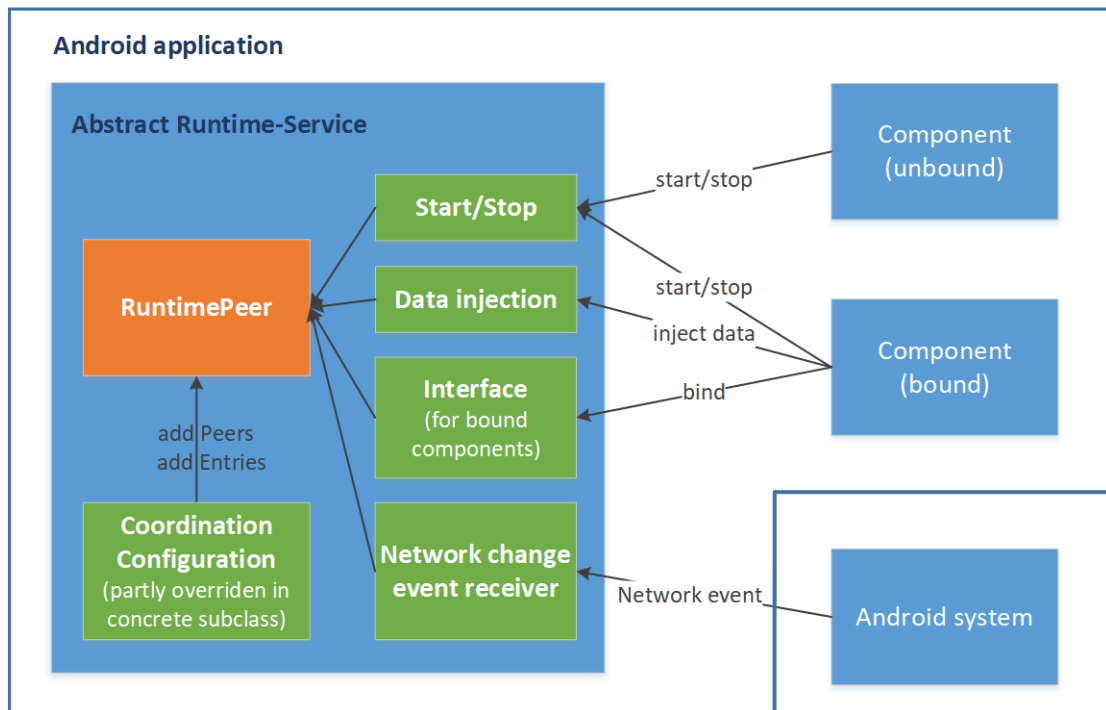 Android application
Abstract Runtime-Service
RuntimePeer
add Peers
add Entries
Coordination
Configuration
(partly overriden in
concrete subclass)
Start/Stop
Data injection
Interface
(for bound
components)
Network change
event receiver
start/stop
start/stop
inject data
bind
Network event
Component
(unbound)
Component
(bound)
Android system